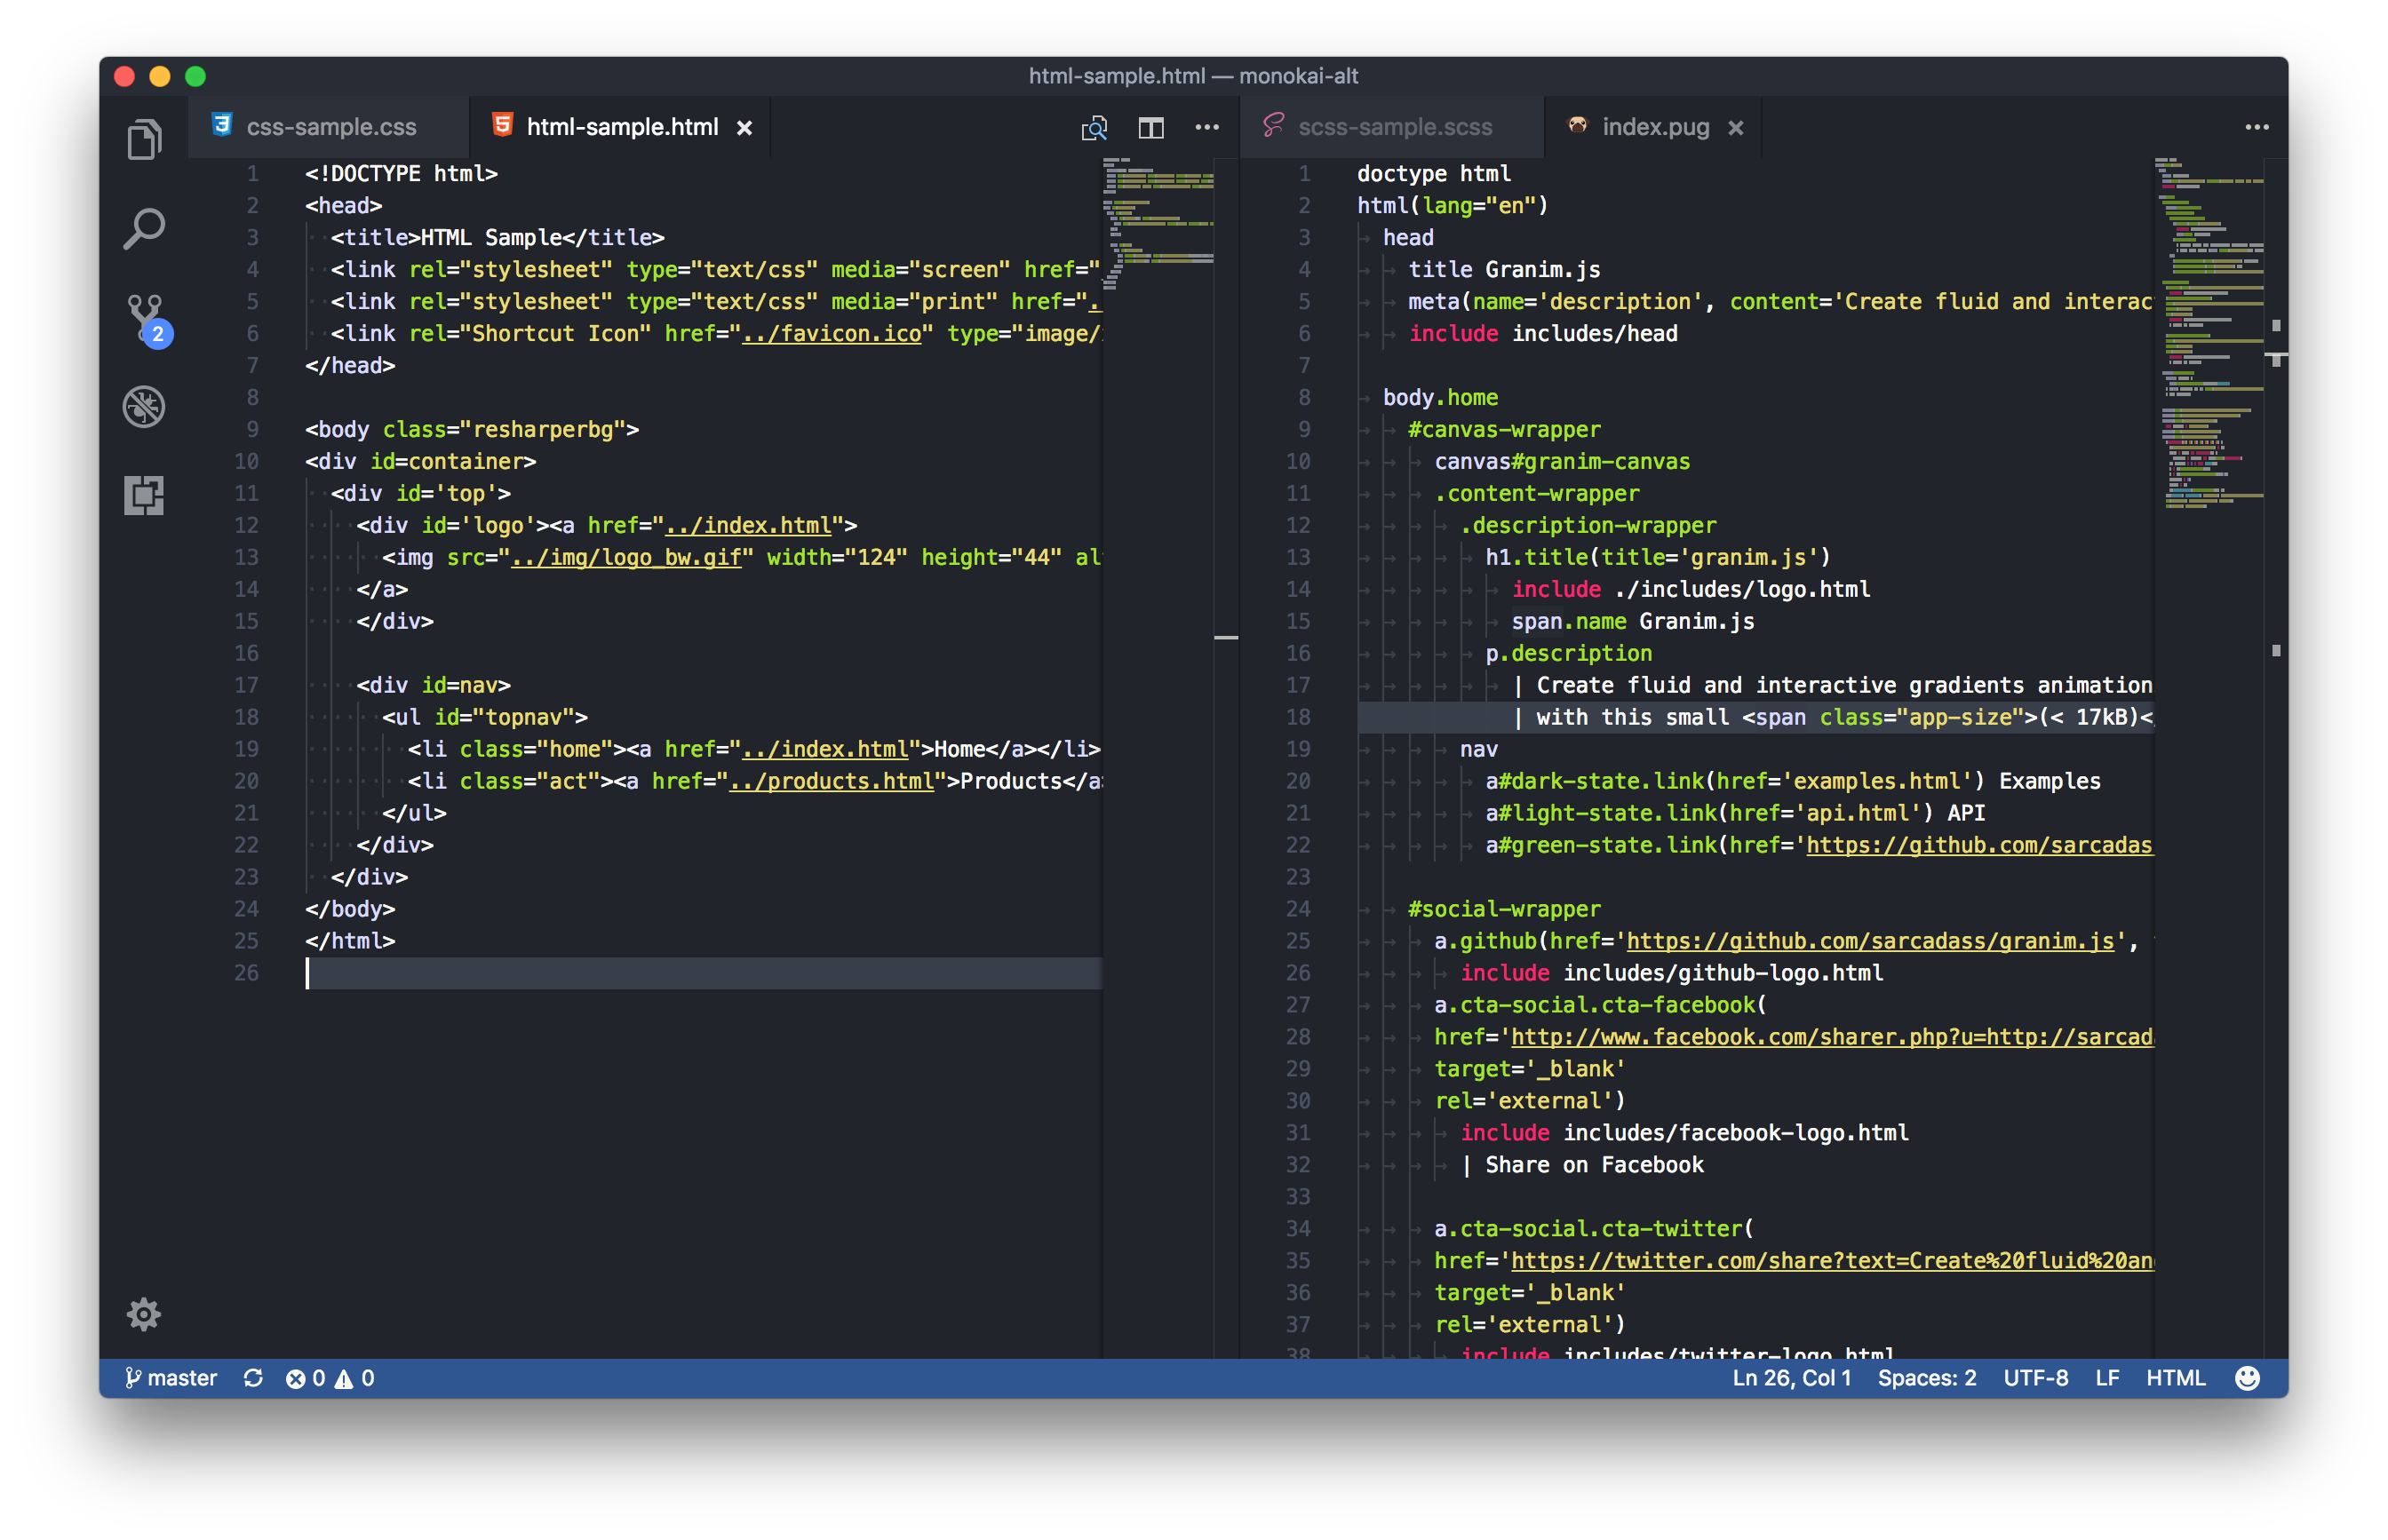 html-sample.html — monokai-alt
css-sample.css
html-sample.html
1 <!DOCTYPE html>
2 <head>
3 <title>HTML Sample</title>
4 <link rel="stylesheet" type="text/css" media="screen" href="
5 <link rel="stylesheet" type="text/css" media="print" href="..
6 <link rel="Shortcut Icon" href="../favicon.ico" type="image/
7 </head>
8
9 <body class="resharperbg">
10 <div id=container>
11 <div id='top'>
12 <div id='logo'><a href="../index.html">
13 <img src="../img/logo_bw.gif" width="124" height="44" al
14 </a>
15 </div>
16
17 <div id=nav>
18 <ul id="topnav">
19 <li class="home"><a href="../index.html">Home</a></li>
20 <li class="act"><a href="../products.html">Products</a
21 </ul>
22 </div>
23 </div>
24 </body>
25 </html>
26
scss-sample.scss
index.pug
1 doctype html
2 html(lang="en")
3 head
4 title Granim.js
5 meta(name='description', content='Create fluid and interac
6 include includes/head
7
8 body.home
9 #canvas-wrapper
10 canvas#granim-canvas
11 .content-wrapper
12 .description-wrapper
13 h1.title(title='granim.js')
14 include ./includes/logo.html
15 span.name Granim.js
16 p.description
17 | Create fluid and interactive gradients animation
18 | with this small <span class="app-size">(< 17kB)<
19 nav
20 a#dark-state.link(href='examples.html') Examples
21 a#light-state.link(href='api.html') API
22 a#green-state.link(href='https://github.com/sarcadas
23
24 #social-wrapper
25 a.github(href='https://github.com/sarcadass/granim.js',
26 include includes/github-logo.html
27 a.cta-social.cta-facebook(
28 href='http://www.facebook.com/sharer.php?u=http://sarcad
29 target='_blank'
30 rel='external')
31 include includes/facebook-logo.html
32 | Share on Facebook
33
34 a.cta-social.cta-twitter(
35 href='https://twitter.com/share?text=Create%20fluid%20an
36 target='_blank'
37 rel='external')
38 include includes/twitter-logo.html
2
master 0 0
Ln 26, Col 1 Spaces: 2 UTF-8 LF HTML